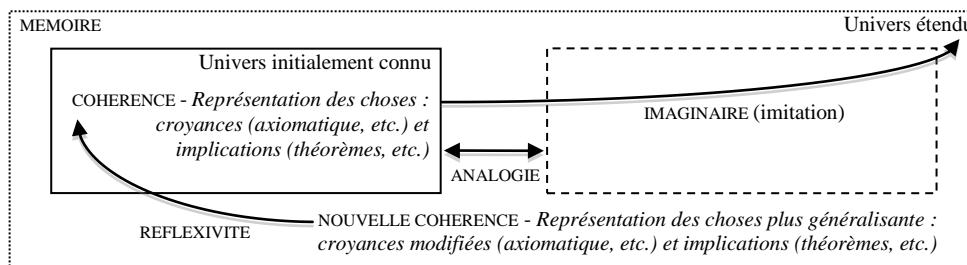 MEMOIRE
Univers étendu
Univers initialement connu
COHERENCE - Représentation des choses :
croyances (axiomatique, etc.) et
implications (théorèmes, etc.)
IMAGINAIRE (imitation)
ANALOGIE
REFLEXIVITE
NOUVELLE COHERENCE - Représentation des choses plus généralisante :
croyances modifiées (axiomatique, etc.) et implications (théorèmes, etc.)